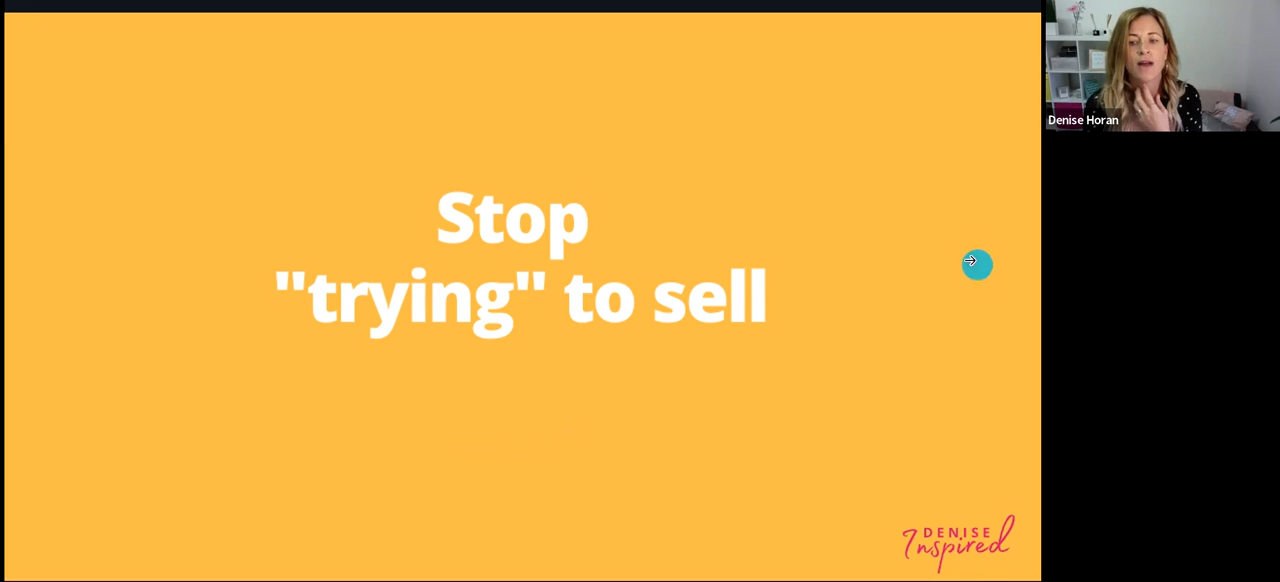 Stop
"trying" to sell
Denise Horan
DENISE
Inspired